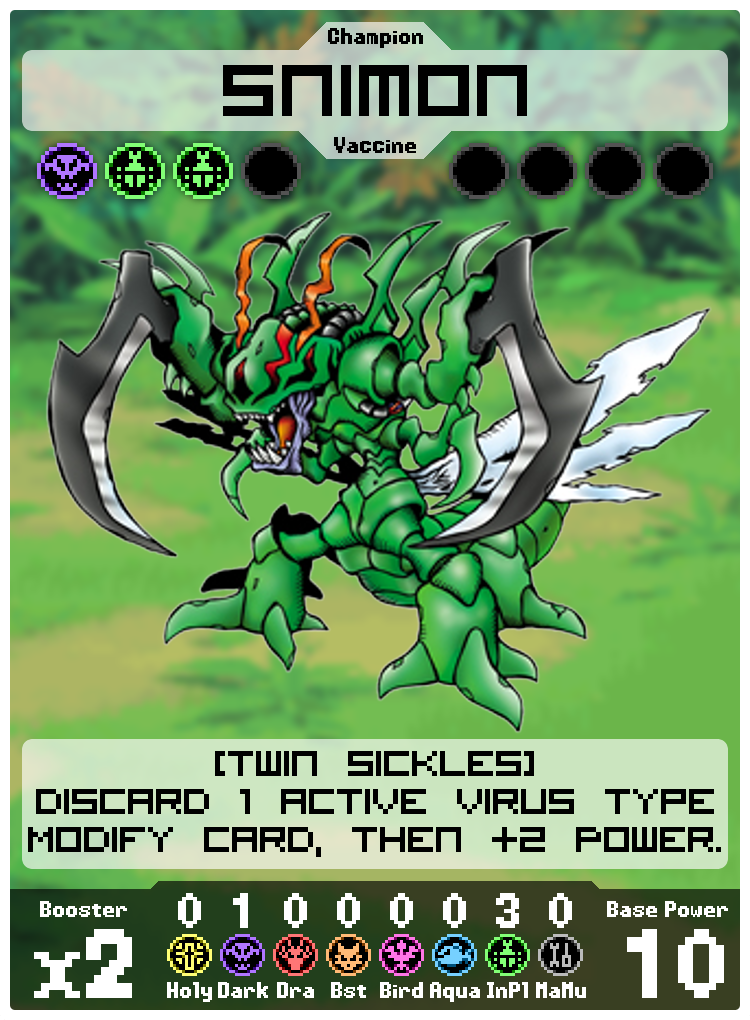 Champion
SNIMON
Vaccine
[TWIN SICKLES]
DISCARD 1 ACTIVE VIRUS TYPE
MODIFY CARD, THEN +2 POWER.
Booster 0 1 0 0 0 0 3 0 Base Power
x2 10
Holy Dark Dra Bst Bird Aqua InPl MaMu